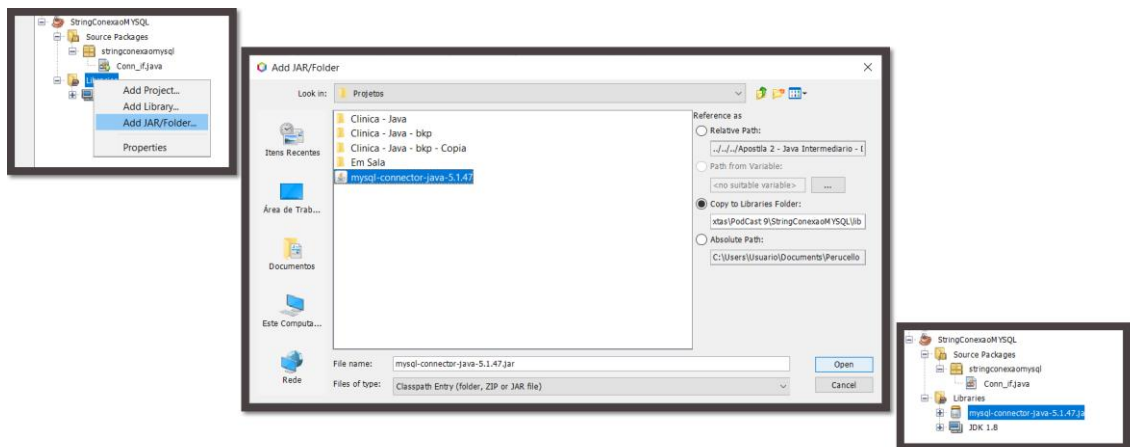 StringConexaoMYSQL
Source Packages
stringconexaomysql
Conn_if.java
Add Project...
Add Library...
Add JAR/Folder...
Properties
Add JAR/Folder
Look in:
Projetos
Itens Recentes
Área de Trab...
Documentos
Este Computa...
Rede
Clinica - Java
Clinica - Java - bkp
Clinica - Java - bkp - Copia
Em Sala
mysql-connector-java-5.1.47
Reference as
Relative Path:
../../../Apostila 2 - Java Intermediario - [
Path from Variable:
<no suitable variable>
...
Copy to Libraries Folder:
xtas\PodCast 9\StringConexaoMYSQL\lib
Absolute Path:
C:\Users\Usuario\Documents\Perucello
File name:
mysql-connector-java-5.1.47.jar
Open
Files of type:
Classpath Entry (folder, ZIP or JAR file)
Cancel
StringConexaoMYSQL
Source Packages
stringconexaomysql
Conn_if.java
Libraries
mysql-connector-java-5.1.47.ja
JDK 1.8